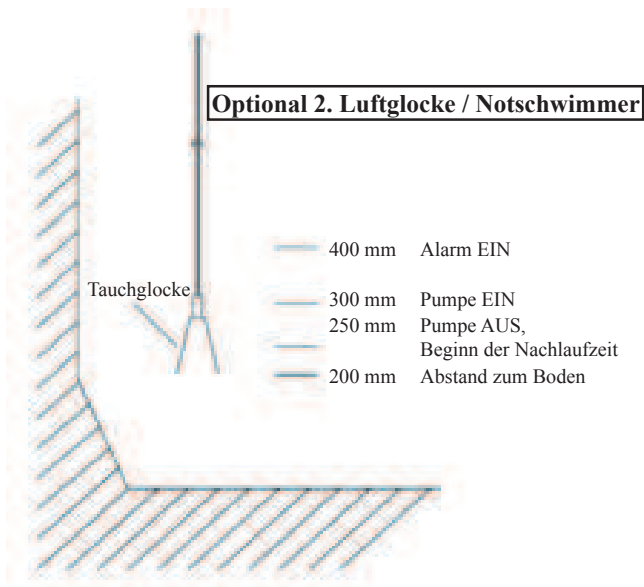 Optional 2. Luftglocke / Notschwimmer
400 mm Alarm EIN
Tauchglocke
300 mm Pumpe EIN
250 mm Pumpe AUS,
Beginn der Nachlaufzeit
200 mm Abstand zum Boden